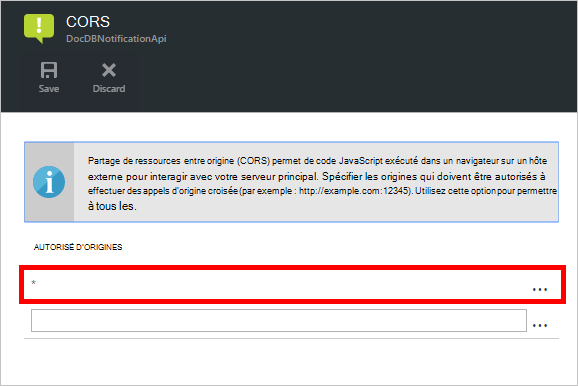 CORS
DocDBNotificationApi
Save Discard
Partage de ressources entre origine (CORS) permet de code JavaScript exécuté dans un navigateur sur un hôte
externe pour interagir avec votre serveur principal. Spécifier les origines qui doivent être autorisés à
effectuer des appels d'origine croisée (par exemple : http://example.com:12345). Utilisez cette option pour permettre
à tous les.
AUTORISÉ D'ORIGINES
* ...
...